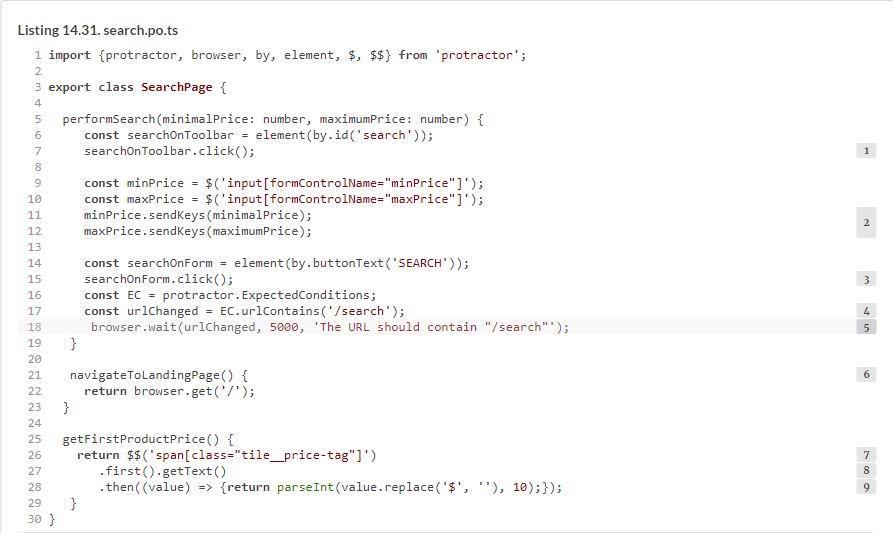 Listing 14.31. search.po.ts
1 import {protractor, browser, by, element, $, $$} from 'protractor';
2
3 export class SearchPage {
4
5   performSearch(minimalPrice: number, maximumPrice: number) {
6      const searchOnToolbar = element(by.id('search'));
7      searchOnToolbar.click(); 1
8
9      const minPrice = $('input[formControlName="minPrice"]');
10      const maxPrice = $('input[formControlName="maxPrice"]');
11      minPrice.sendKeys(minimalPrice); 2
12      maxPrice.sendKeys(maximumPrice);
13
14      const searchOnForm = element(by.buttonText('SEARCH'));
15      searchOnForm.click(); 3
16      const EC = protractor.ExpectedConditions;
17      const urlChanged = EC.urlContains('/search'); 4
18       browser.wait(urlChanged, 5000, 'The URL should contain "/search"'); 5
19    }
20
21    navigateToLandingPage() { 6
22      return browser.get('/');
23   }
24
25   getFirstProductPrice() {
26     return $$('span[class="tile__price-tag"]') 7
27        .first().getText() 8
28        .then((value) => {return parseInt(value.replace('$', ''), 10);}); 9
29    }
30 }